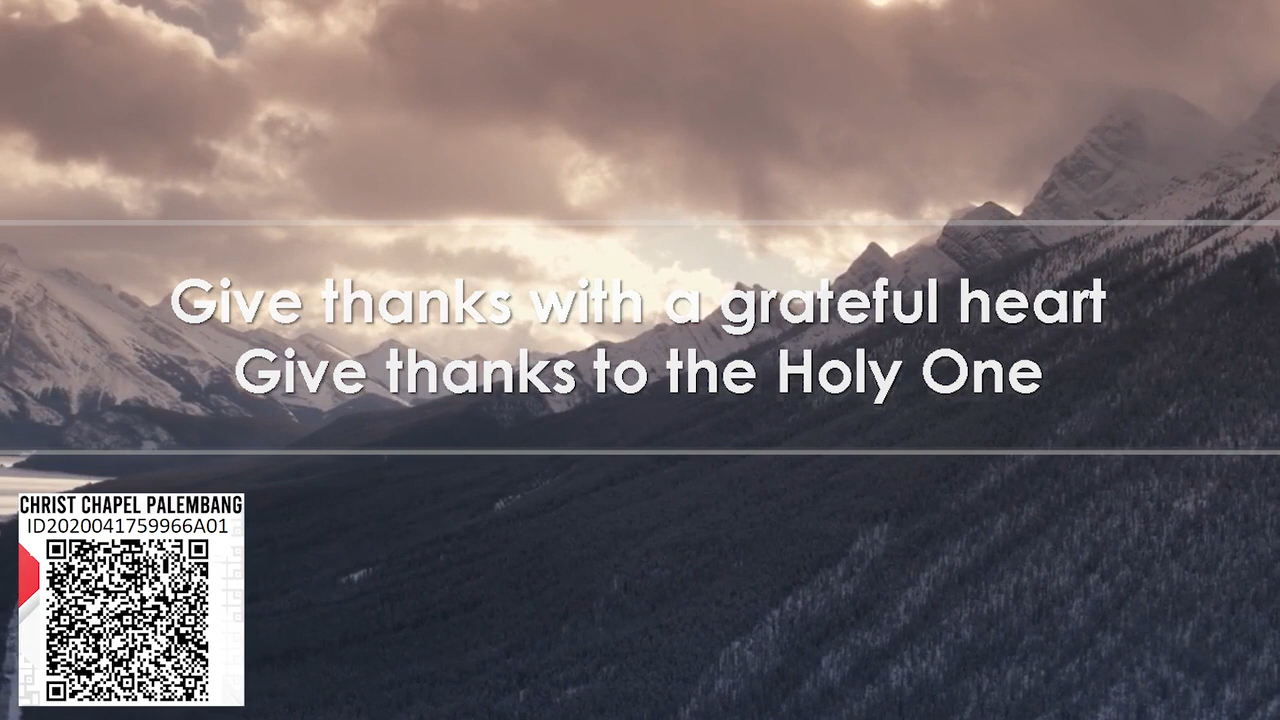 Give thanks with a grateful heart
Give thanks to the Holy One
CHRIST CHAPEL PALEMBANG
ID2020041759966A01